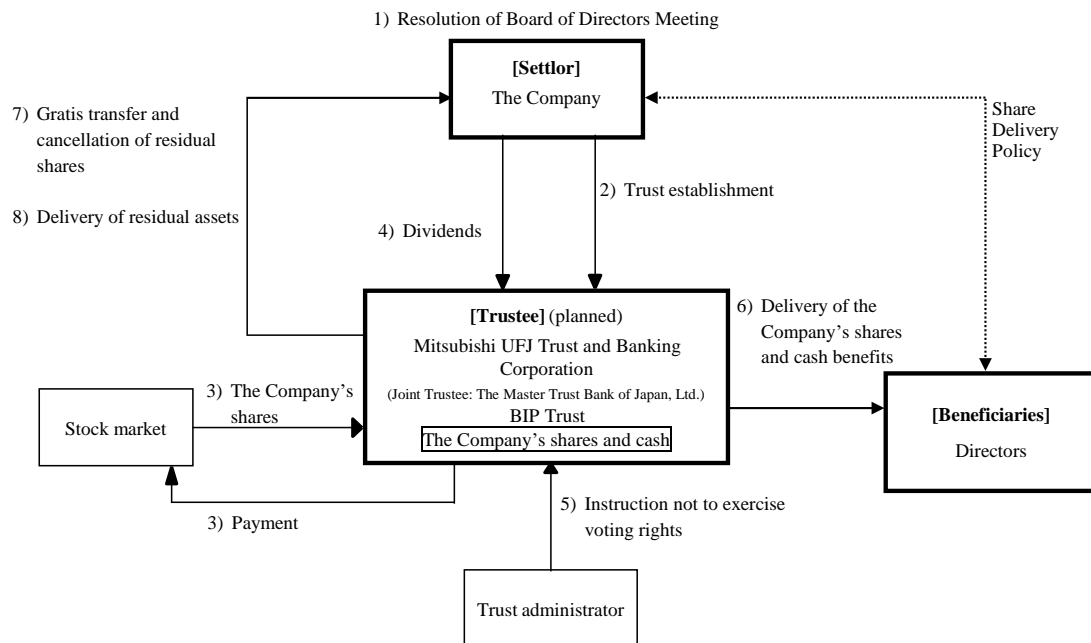 1) Resolution of Board of Directors Meeting
[Settlor]
The Company
7) Gratis transfer and
cancellation of residual
shares
Share
Delivery
Policy
2) Trust establishment
8) Delivery of residual assets
4) Dividends
[Trustee] (planned)
Mitsubishi UFJ Trust and Banking
Corporation
(Joint Trustee: The Master Trust Bank of Japan, Ltd.)
BIP Trust
The Company’s shares and cash
6) Delivery of the
Company’s shares
and cash benefits
3) The Company’s
shares
Stock market
[Beneficiaries]
Directors
3) Payment
5) Instruction not to exercise
voting rights
Trust administrator